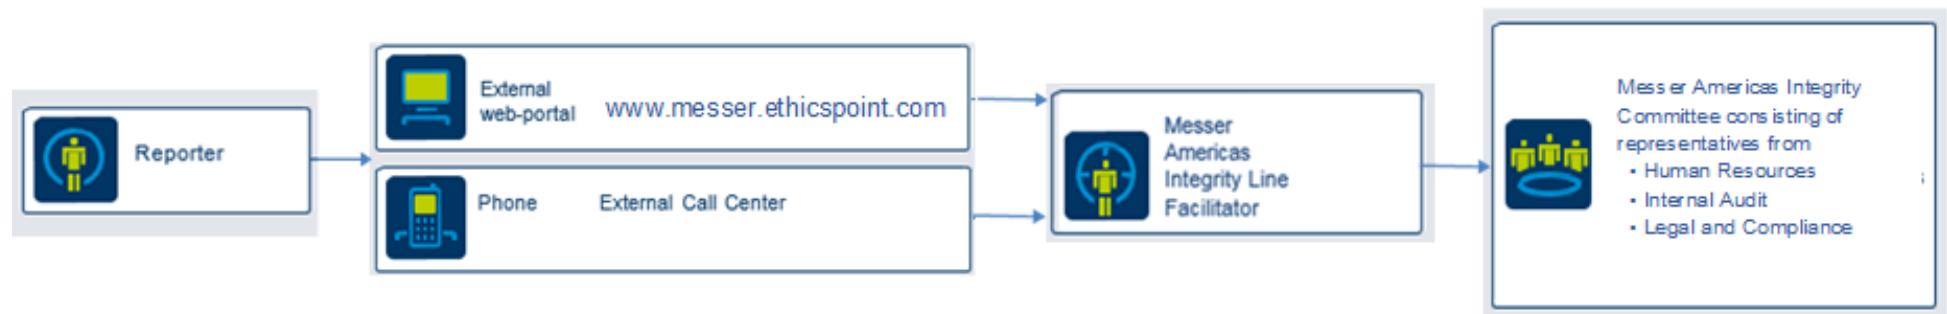 Reporter
External
web-portal
www.messer.ethicspoint.com
Phone
External Call Center
Messer
Americas
Integrity Line
Facilitator
Messer Americas Integrity
Committee consisting of
representatives from
▪ Human Resources
▪ Internal Audit
▪ Legal and Compliance